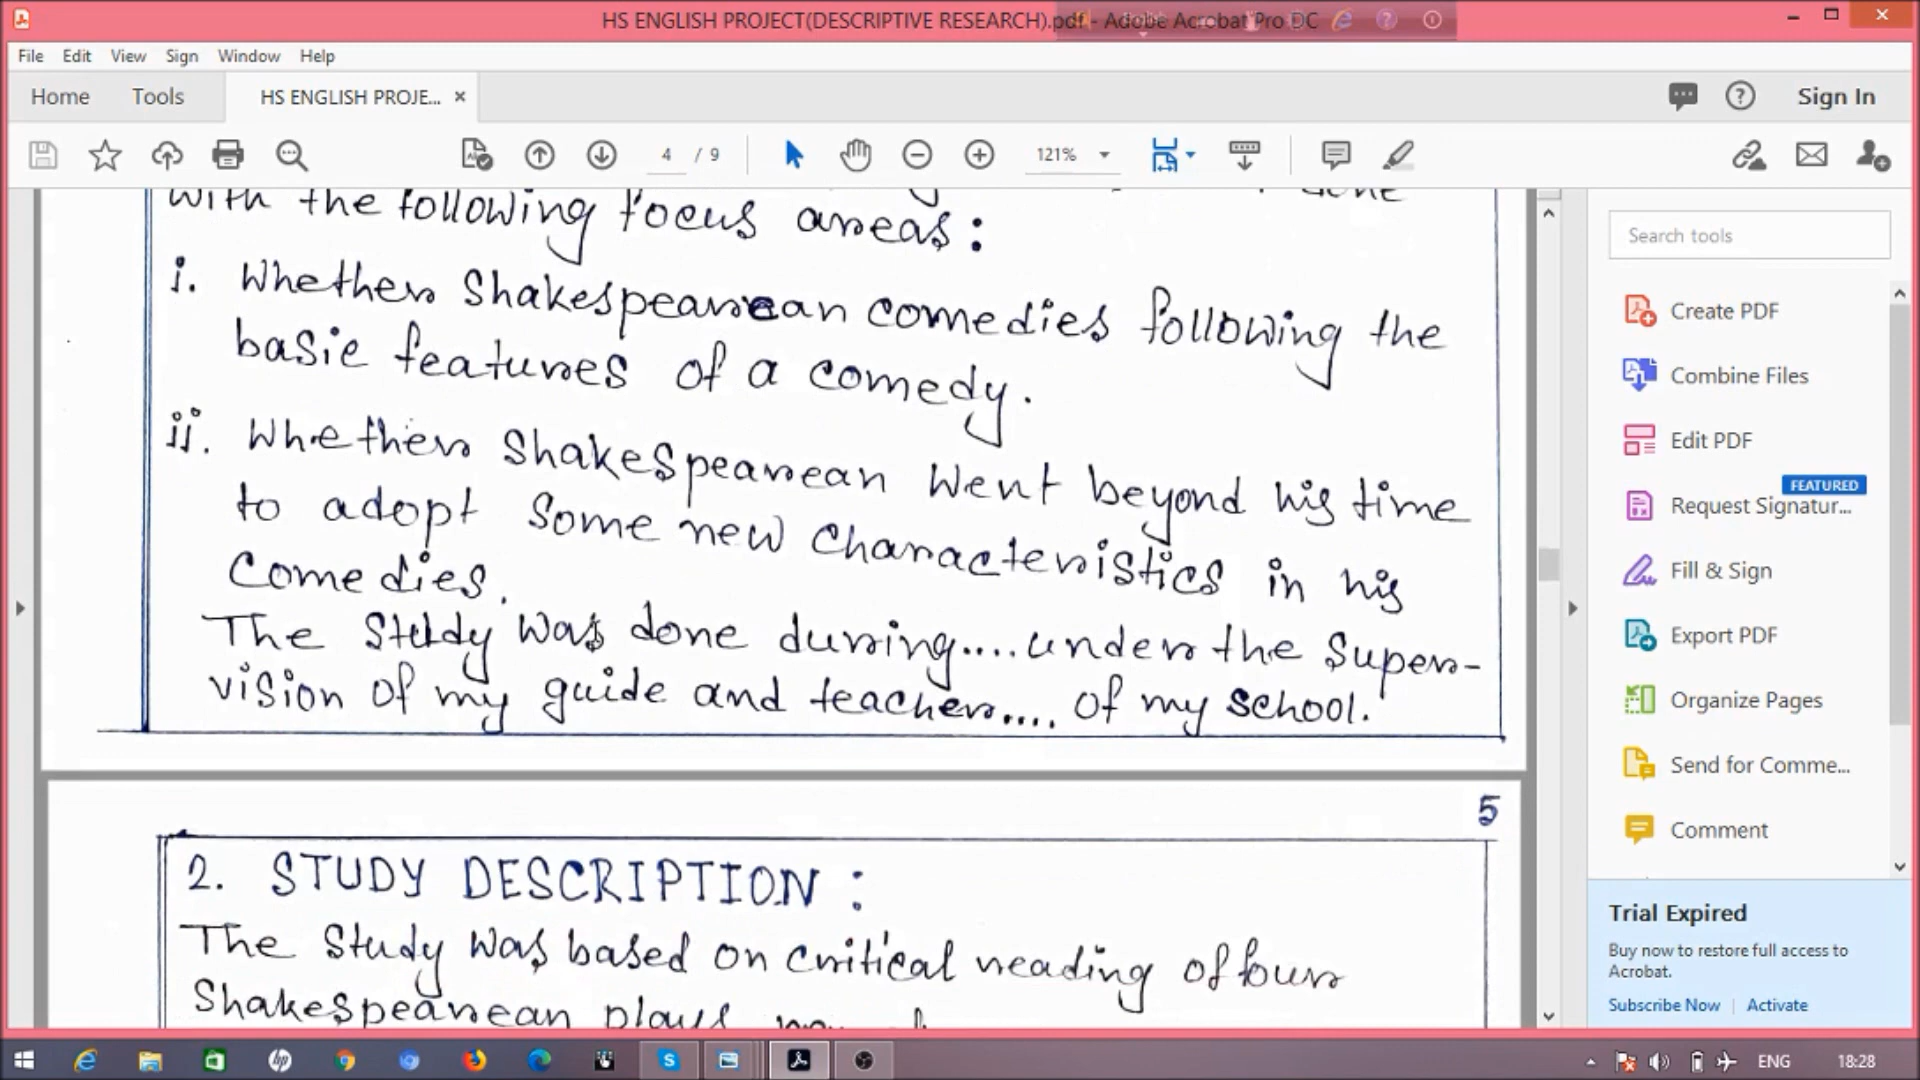 HS ENGLISH PROJECT(DESCRIPTIVE RESEARCH).pdf - Adobe Acrobat Pro DC
File Edit View Sign Window Help
Home Tools HS ENGLISH PROJE... × Sign In
4 / 9 121%
with the following focus areas:
i. Whether Shakespearean comedies following the
basic features of a comedy.
ii. Whether Shakespearean went beyond his time
to adopt some new characteristics in his
comedies.
The study was done during.... under the super-
vision of my guide and teacher.... of my school.
5
2. STUDY DESCRIPTION :
The study was based on critical reading of four
Shakespearean plays
Search tools
Create PDF
Combine Files
Edit PDF
FEATURED
Request Signatur...
Fill & Sign
Export PDF
Organize Pages
Send for Comme...
Comment
Trial Expired
Buy now to restore full access to
Acrobat.
Subscribe Now | Activate
ENG 18:28